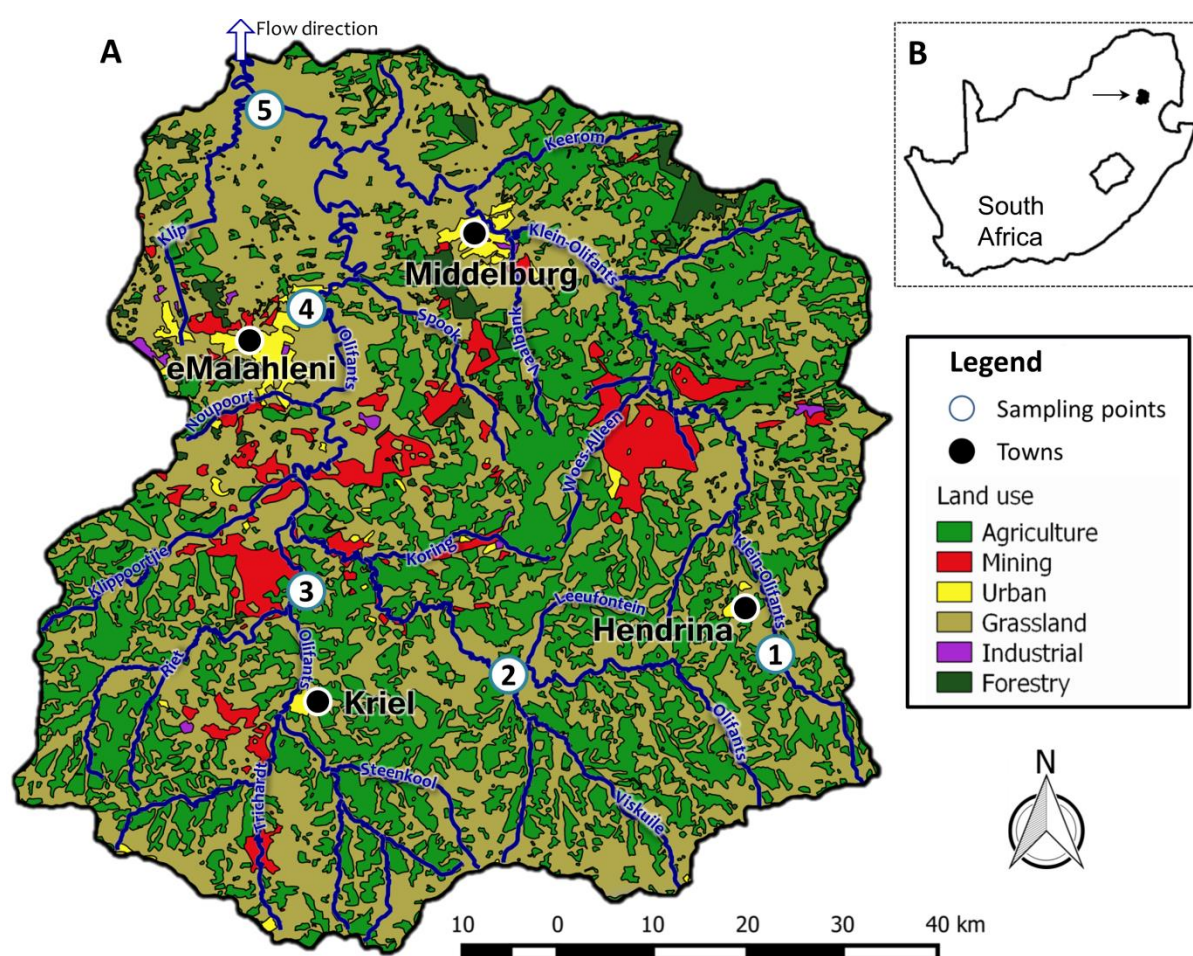 Flow direction
A
B
5
Keerom
South
Africa
Klip
Klein-Olifants
Middelburg
4
Spook
Vaalbank
Olifants
eMalahleni
Noupoort
Woes-Alleen
Legend
Sampling points
Towns
Land use
Agriculture
Mining
Urban
Grassland
Industrial
Forestry
Klippoortjie
Koring
Klein-Olifants
3
Leeufontein
Hendrina
1
Riet
Olifants
2
Kriel
Olifants
Steenkool
Trichardt
Viskuile
N
10 0 10 20 30 40 km